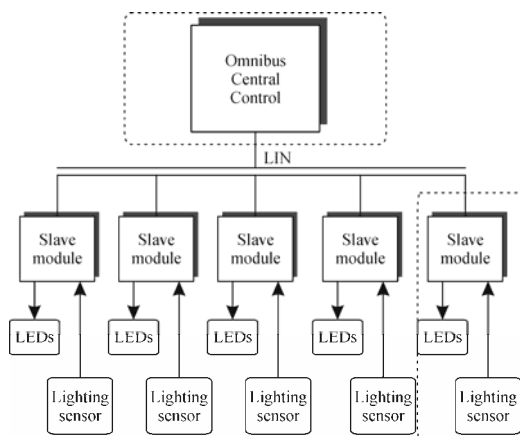 Omnibus
Central
Control
LIN
Slave
module
Slave
module
Slave
module
Slave
module
Slave
module
LEDs
LEDs
LEDs
LEDs
LEDs
Lighting
sensor
Lighting
sensor
Lighting
sensor
Lighting
sensor
Lighting
sensor